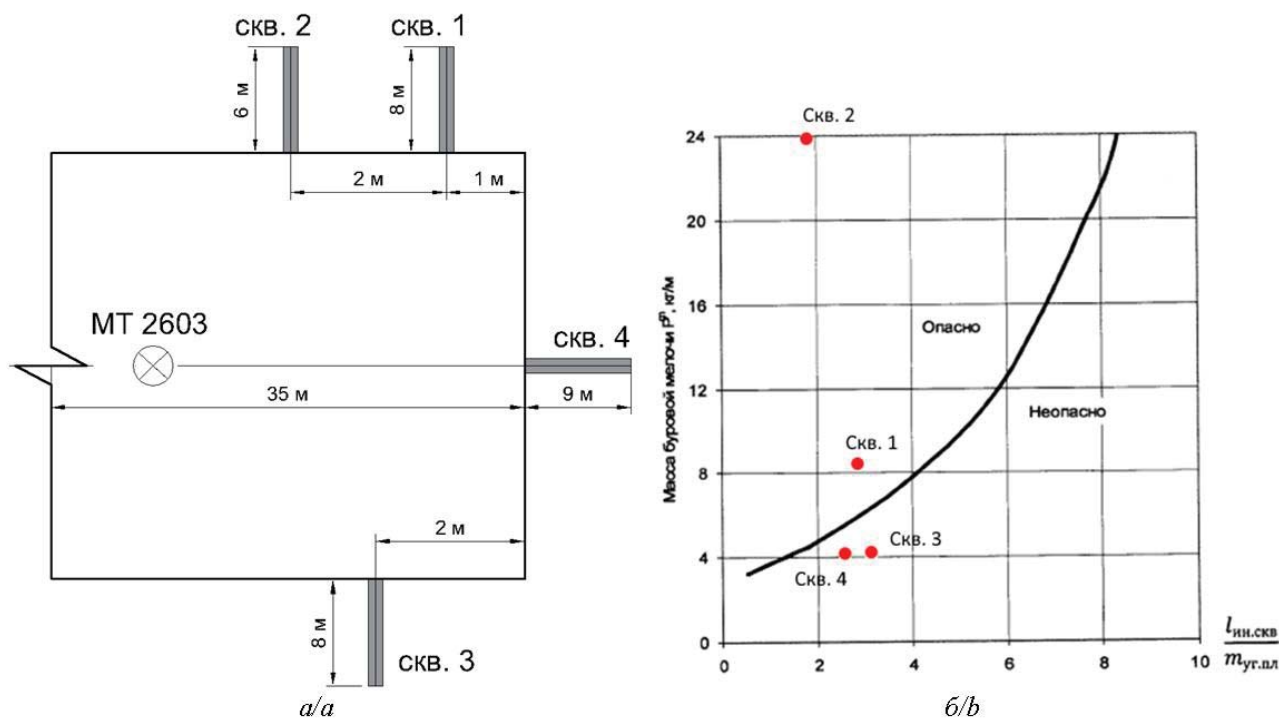 скв. 2
скв. 1
6 м
8 м
2 м
1 м
МТ 2603
скв. 4
35 м
9 м
2 м
8 м
скв. 3
а/a
Скв. 2
24
20
16
12
8
4
0
Масса буровой мелочи Pᵠ, кг/м
Опасно
Неопасно
Скв. 1
Скв. 3
Скв. 4
0 2 4 6 8 10
lин.скв
mуг.пл
б/b